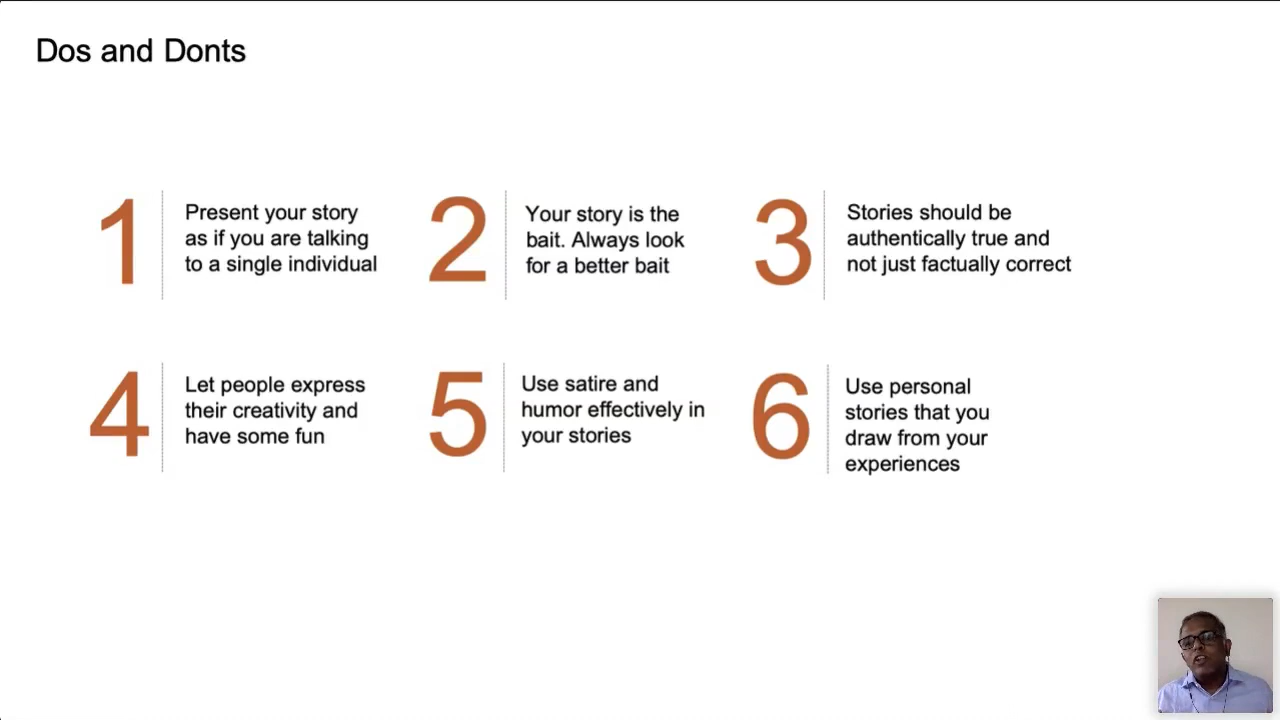 Dos and Donts
1
Present your story
as if you are talking
to a single individual
2
Your story is the
bait. Always look
for a better bait
3
Stories should be
authentically true and
not just factually correct
4
Let people express
their creativity and
have some fun
5
Use satire and
humor effectively in
your stories
6
Use personal
stories that you
draw from your
experiences